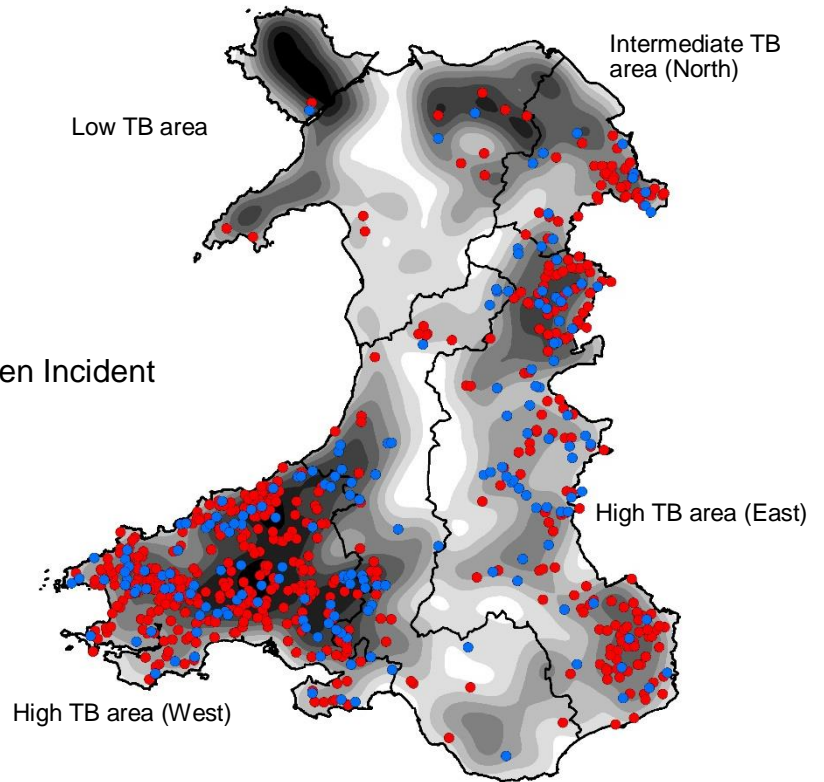 Intermediate TB
area (North)
Low TB area
en Incident
High TB area (East)
High TB area (West)